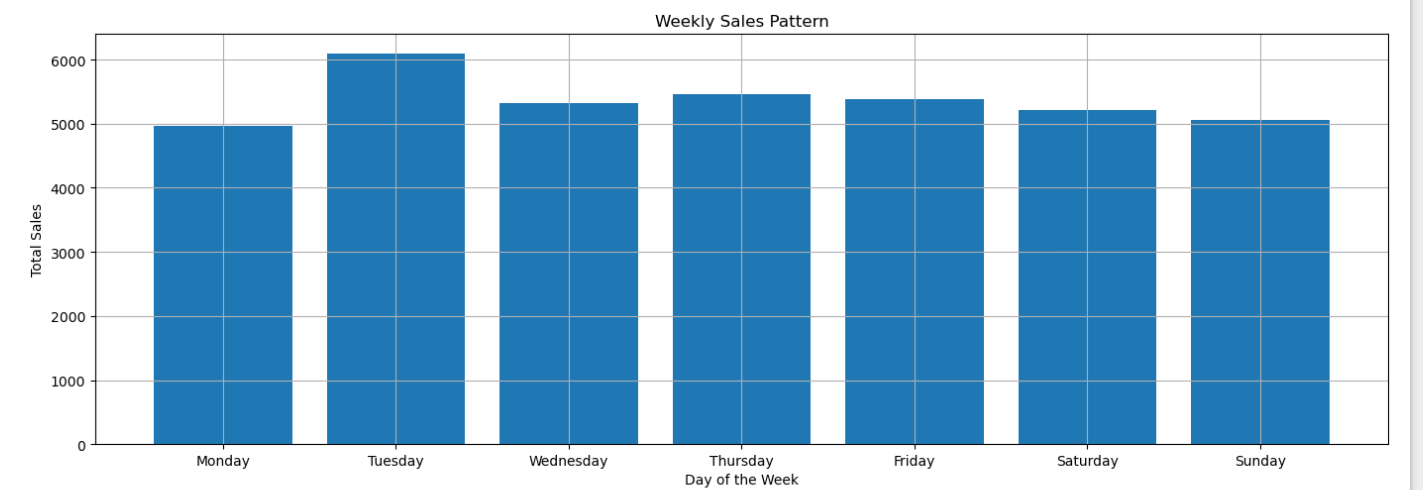 Weekly Sales Pattern
6000
5000
4000
3000
2000
1000
0
Total Sales
Monday Tuesday Wednesday Thursday Friday Saturday Sunday
Day of the Week